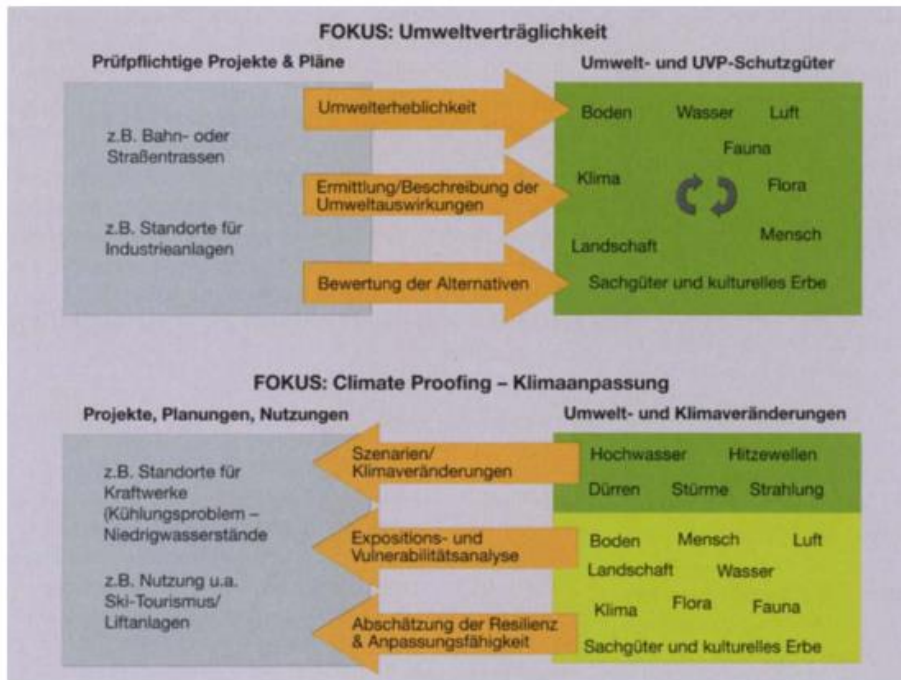 FOKUS: Umweltverträglichkeit
Prüfpflichtige Projekte & Pläne
z.B. Bahn- oder
Straßentrassen
z.B. Standorte für
Industrieanlagen
Umwelterheblichkeit
Ermittlung/Beschreibung der
Umweltauswirkungen
Bewertung der Alternativen
Umwelt- und UVP-Schutzgüter
Boden Wasser Luft
Fauna
Klima Flora
Mensch
Landschaft
Sachgüter und kulturelles Erbe
FOKUS: Climate Proofing – Klimaanpassung
Projekte, Planungen, Nutzungen
z.B. Standorte für
Kraftwerke
(Kühlungsproblem –
Niedrigwasserstände
z.B. Nutzung u.a.
Ski-Tourismus/
Liftanlagen
Szenarien/
Klimaveränderungen
Expositions- und
Vulnerabilitätsanalyse
Abschätzung der Resilienz
& Anpassungsfähigkeit
Umwelt- und Klimaveränderungen
Hochwasser Hitzewellen
Dürren Stürme Strahlung
Boden Mensch Luft
Landschaft Wasser
Klima Flora Fauna
Sachgüter und kulturelles Erbe